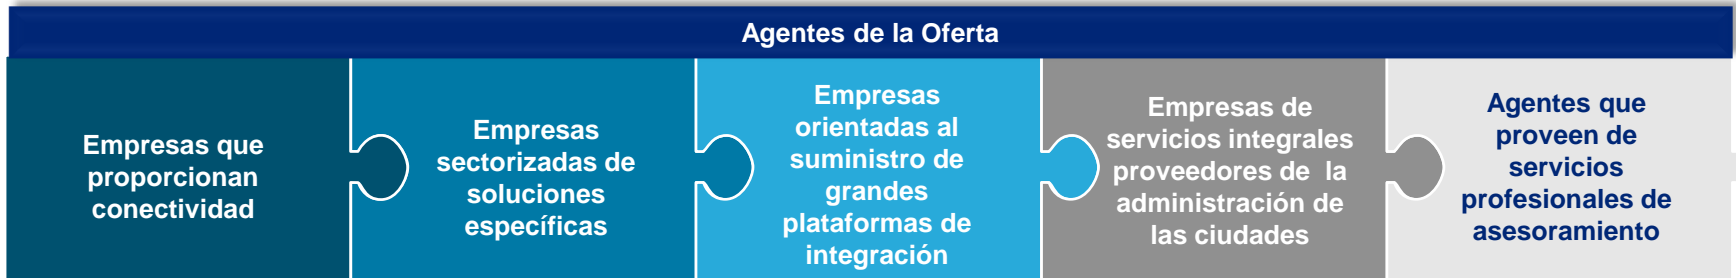 Agentes de la Oferta
Empresas que
proporcionan
conectividad
Empresas
sectorizadas de
soluciones
específicas
Empresas
orientadas al
suministro de
grandes
plataformas de
integración
Empresas de
servicios integrales
proveedores de la
administración de
las ciudades
Agentes que
proveen de
servicios
profesionales de
asesoramiento